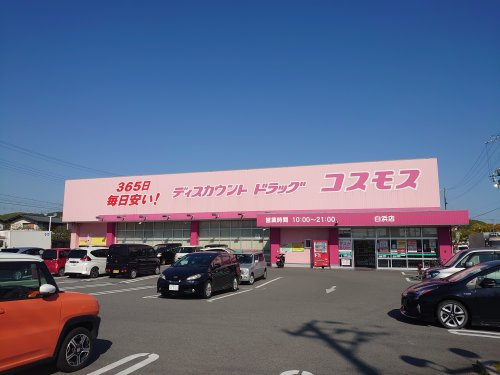 365日
毎日安い!
ディスカウント ドラッグ コスモス
営業時間 10:00~21:00
白浜店